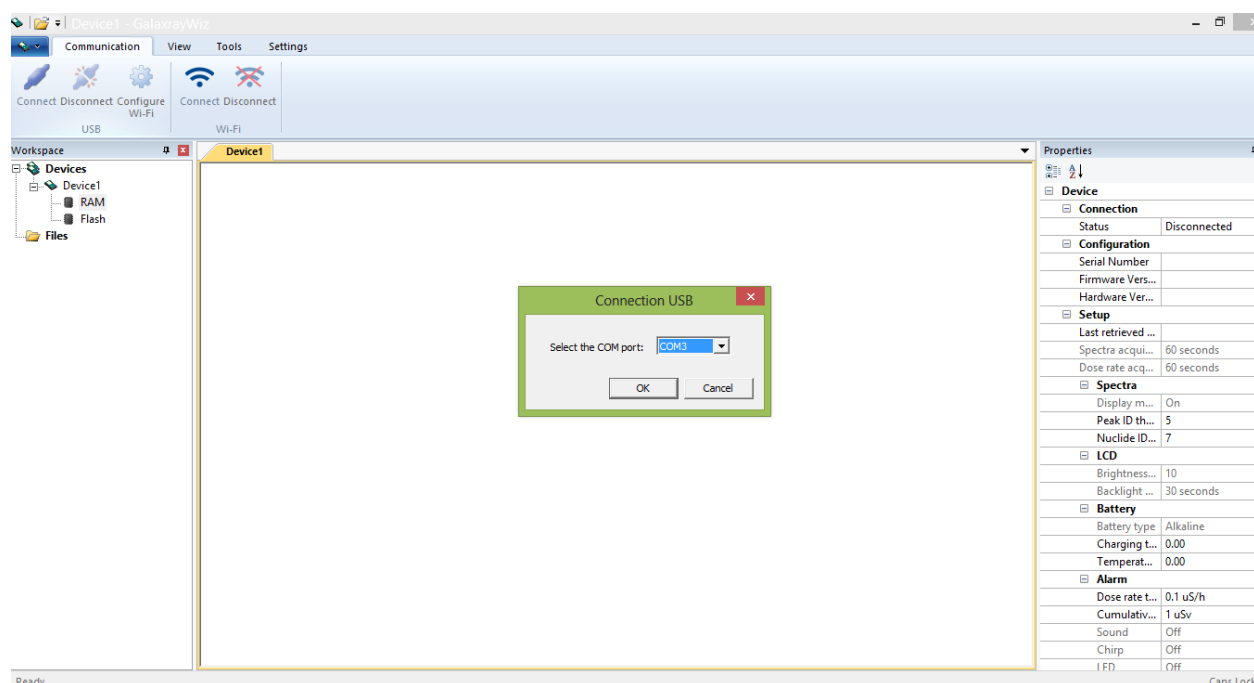 Device1 - GalaxrayWiz
Communication View Tools Settings
Connect Disconnect Configure Wi-Fi
USB
Connect Disconnect
Wi-Fi
Workspace
Devices
Device1
RAM
Flash
Files
Device1
Connection USB
Select the COM port: COM3
OK Cancel
Properties
Device
Connection
Status Disconnected
Configuration
Serial Number
Firmware Vers...
Hardware Ver...
Setup
Last retrieved ...
Spectra acqui... 60 seconds
Dose rate acq... 60 seconds
Spectra
Display m... On
Peak ID th... 5
Nuclide ID... 7
LCD
Brightness... 10
Backlight ... 30 seconds
Battery
Battery type Alkaline
Charging t... 0.00
Temperat... 0.00
Alarm
Dose rate t... 0.1 uS/h
Cumulativ... 1 uSv
Sound Off
Chirp Off
LED Off
Ready
Caps Lock